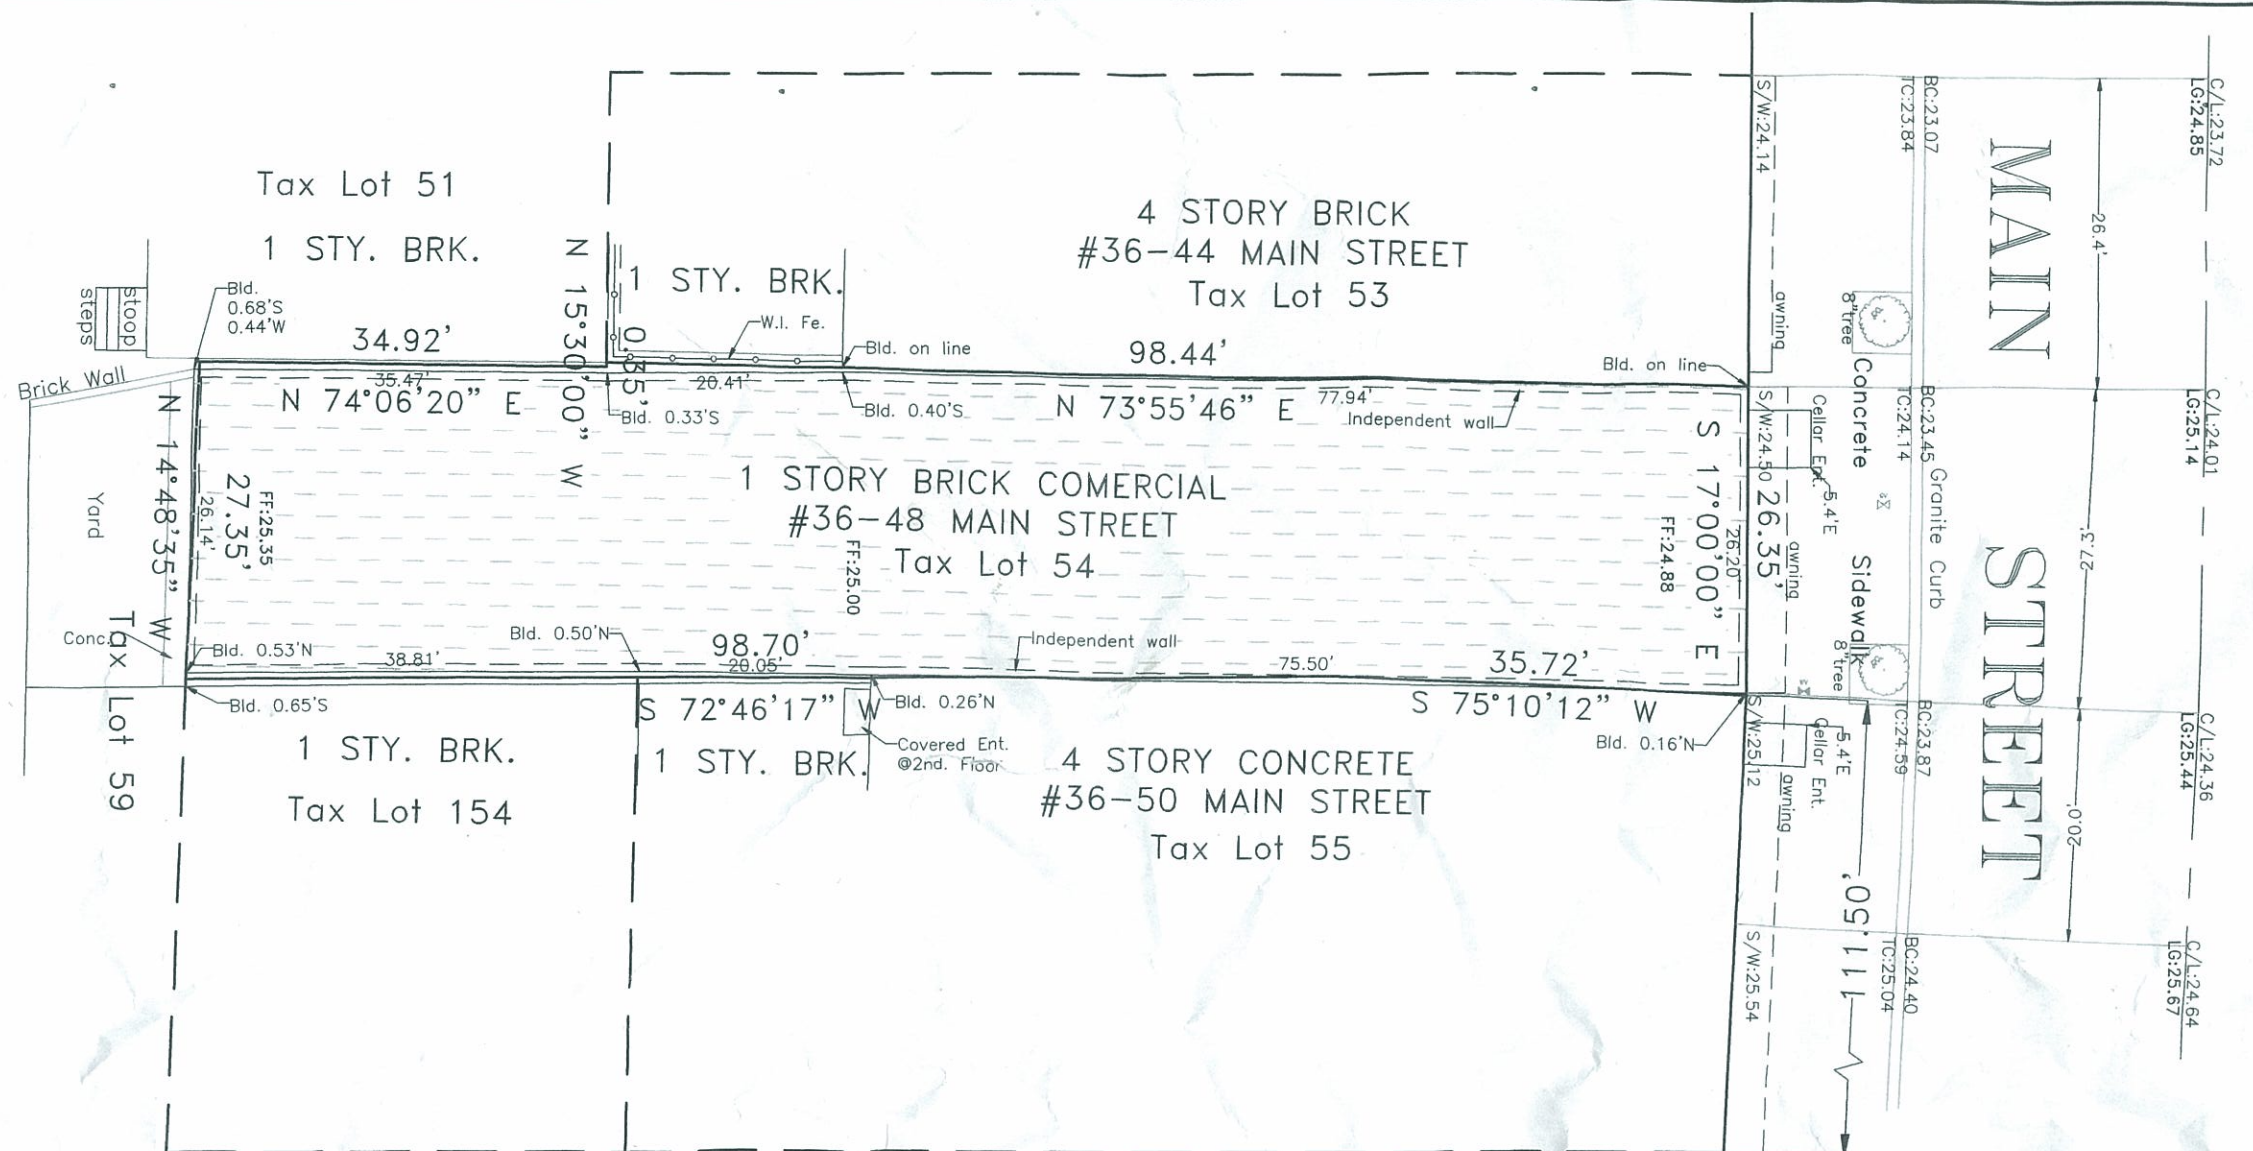 Tax Lot 51
1 STY. BRK.
Bld.
0.68'S
0.44'W
34.92'
stoop
steps
Brick Wall
35.47'
N 74°06'20" E
N 15°30'00" W
0.35'
1 STY. BRK.
W.I. Fe.
20.41'
Bld. 0.33'S
Bld. on line
Bld. 0.40'S
4 STORY BRICK
#36-44 MAIN STREET
Tax Lot 53
98.44'
N 73°55'46" E
77.94'
Independent wall
Bld. on line
1 STORY BRICK COMERCIAL
#36-48 MAIN STREET
Tax Lot 54
FF:25.00
FF:25.35
27.35'
26.14'
N 14°48'35" W
Yard
Conc.
Tax Lot 59
Bld. 0.53'N
38.81'
Bld. 0.50'N
98.70'
20.05'
Independent wall
75.50'
35.72'
S 17°00'00" E
FF:24.88
26.20'
26.35'
Bld. 0.65'S
1 STY. BRK.
Tax Lot 154
S 72°46'17" W
1 STY. BRK.
Bld. 0.26'N
Covered Ent.
@2nd. Floor
4 STORY CONCRETE
#36-50 MAIN STREET
Tax Lot 55
S 75°10'12" W
Bld. 0.16'N
S/W:24.14
awning
8"tree
S/W:24.50
Cellar Ent.
5.4'E
awning
Concrete
Sidewalk
8"tree
S/W:25.12
Cellar Ent.
5.4'E
awning
S/W:25.54
111.50'
TC:23.84
BC:23.07
TC:24.14
BC:23.45
Granite Curb
TC:24.59
BC:23.87
TC:25.04
BC:24.40
MAIN STREET
26.4'
27.3'
20.0'
C/L:23.72
LG:24.85
C/L:24.01
LG:25.14
C/L:24.36
LG:25.44
C/L:24.64
LG:25.67